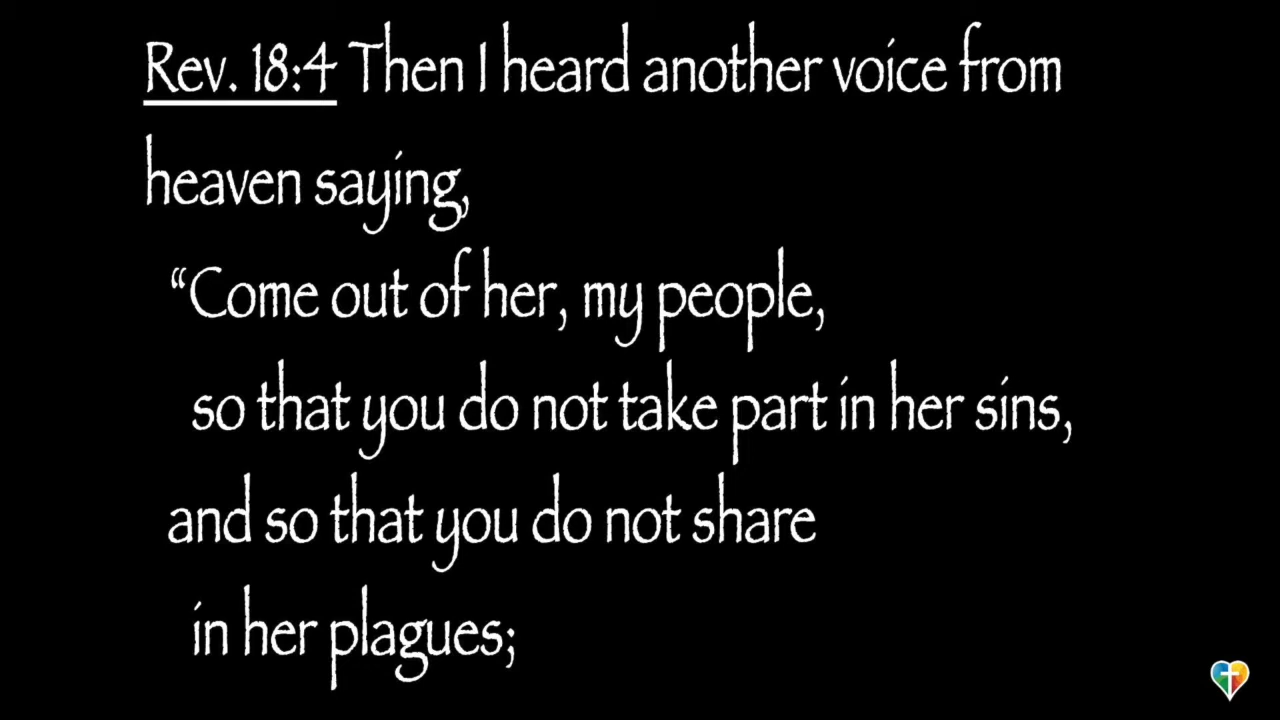 Rev. 18:4 Then I heard another voice from
heaven saying,
“Come out of her, my people,
so that you do not take part in her sins,
and so that you do not share
in her plagues;